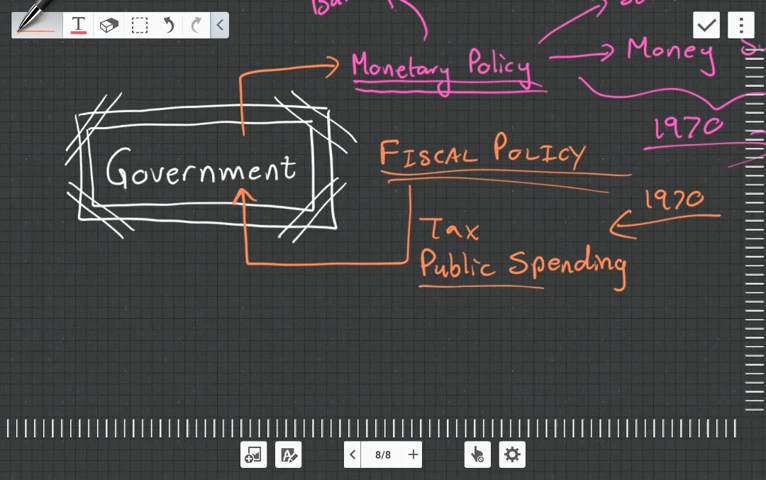 T
Monetary Policy
Money
1970
Government
FISCAL POLICY
1970
Tax
Public Spending
8/8